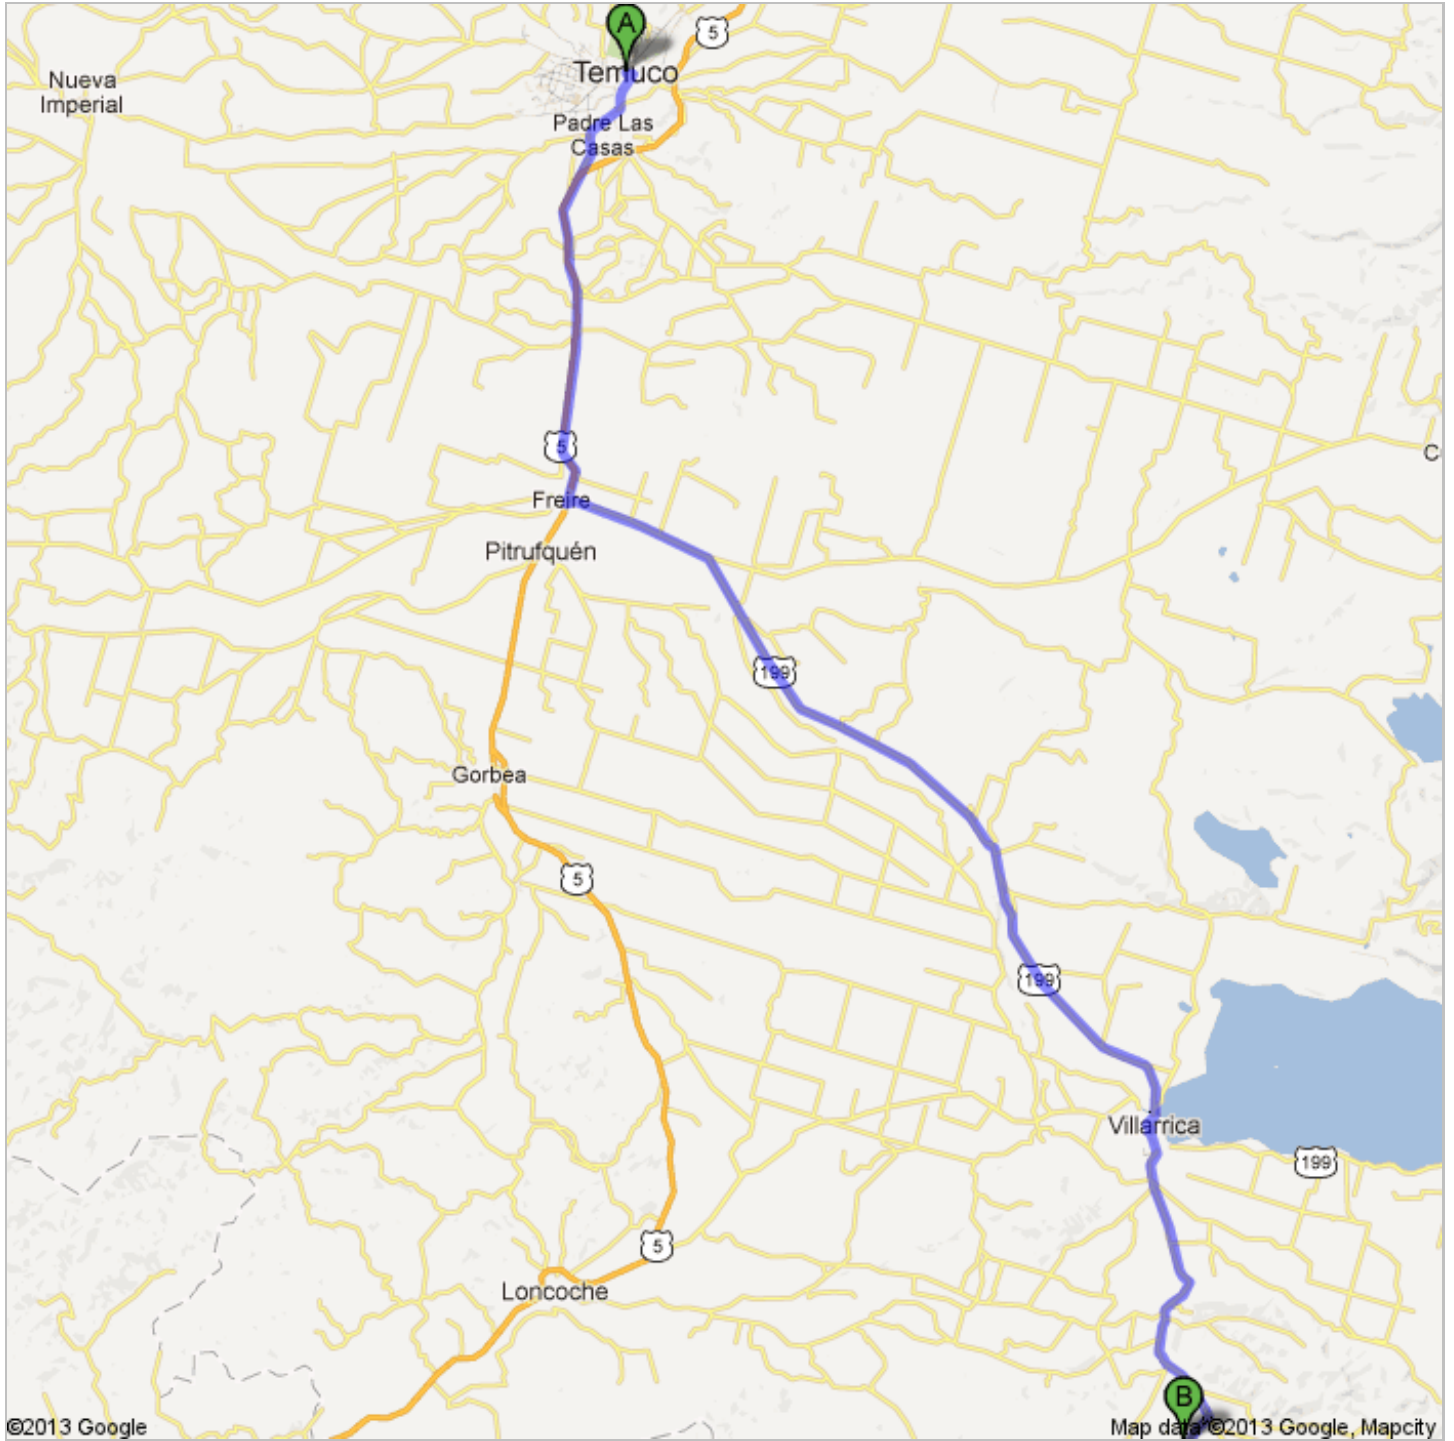 A
5
Temuco
Nueva
Imperial
Padre Las
Casas
5
C
Freire
Pitrufquén
199
Gorbea
5
199
Villarrica
199
5
Loncoche
B
©2013 Google
Map data ©2013 Google, Mapcity